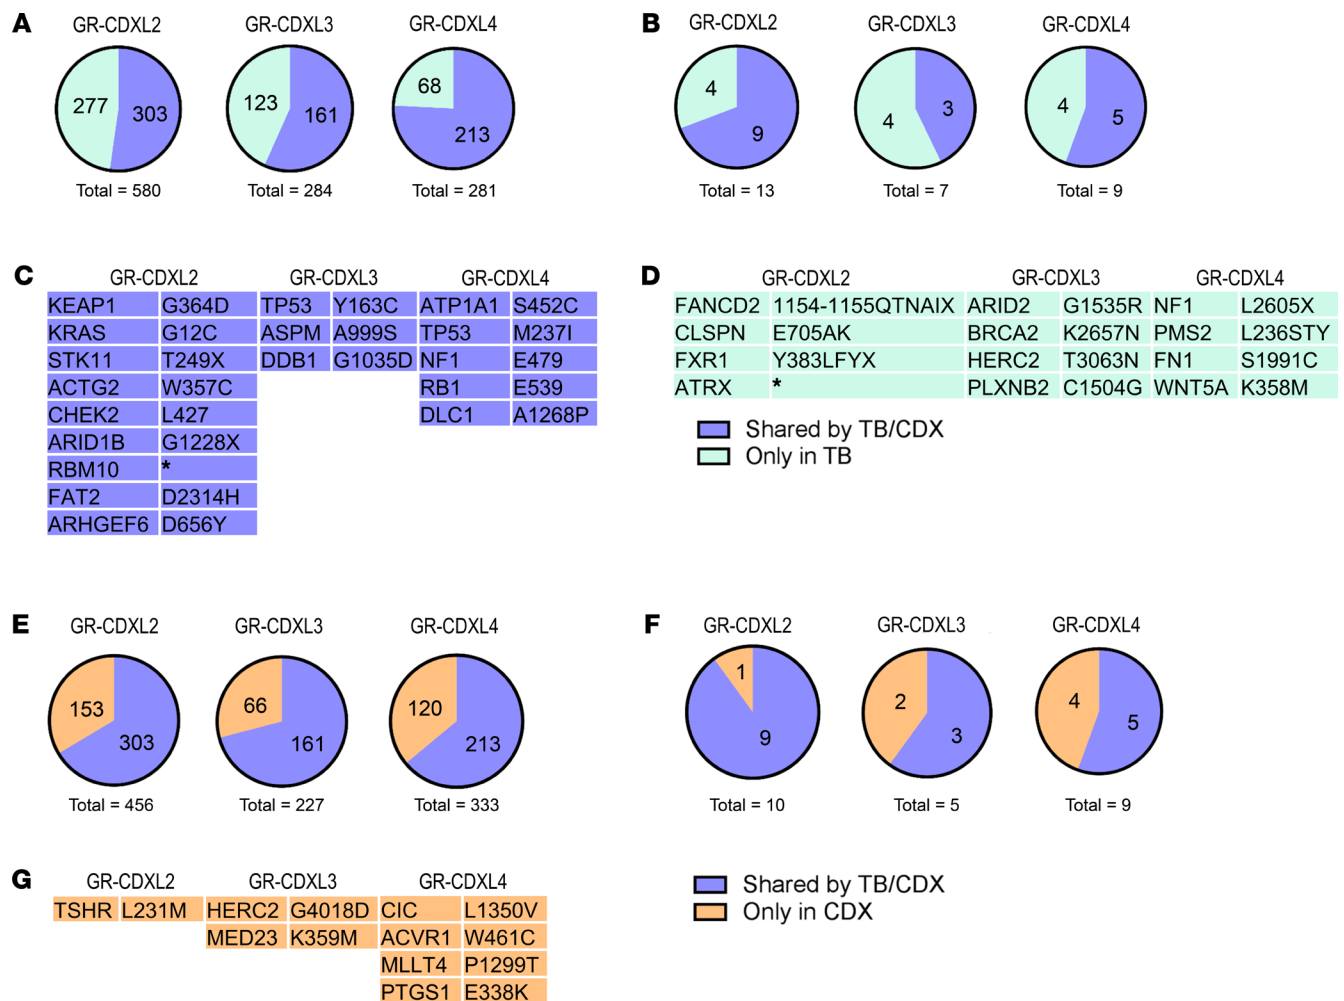 A
GR-CDXL2 GR-CDXL3 GR-CDXL4
277 303 123 161 68 213
Total = 580 Total = 284 Total = 281
B
GR-CDXL2 GR-CDXL3 GR-CDXL4
4 9 4 3 4 5
Total = 13 Total = 7 Total = 9
C
GR-CDXL2 GR-CDXL3 GR-CDXL4
KEAP1 G364D TP53 Y163C ATP1A1 S452C
KRAS G12C ASPM A999S TP53 M237I
STK11 T249X DDB1 G1035D NF1 E479
ACTG2 W357C RB1 E539
CHEK2 L427 DLC1 A1268P
ARID1B G1228X
RBM10 *
FAT2 D2314H
ARHGEF6 D656Y
D
GR-CDXL2 GR-CDXL3 GR-CDXL4
FANCD2 1154-1155QTNAIX ARID2 G1535R NF1 L2605X
CLSPN E705AK BRCA2 K2657N PMS2 L236STY
FXR1 Y383LFYX HERC2 T3063N FN1 S1991C
ATRX * PLXNB2 C1504G WNT5A K358M
Shared by TB/CDX
Only in TB
E
GR-CDXL2 GR-CDXL3 GR-CDXL4
153 303 66 161 120 213
Total = 456 Total = 227 Total = 333
F
GR-CDXL2 GR-CDXL3 GR-CDXL4
1 9 2 3 4 5
Total = 10 Total = 5 Total = 9
G
GR-CDXL2 GR-CDXL3 GR-CDXL4
TSHR L231M HERC2 G4018D CIC L1350V
MED23 K359M ACVR1 W461C
MLLT4 P1299T
PTGS1 E338K
Shared by TB/CDX
Only in CDX